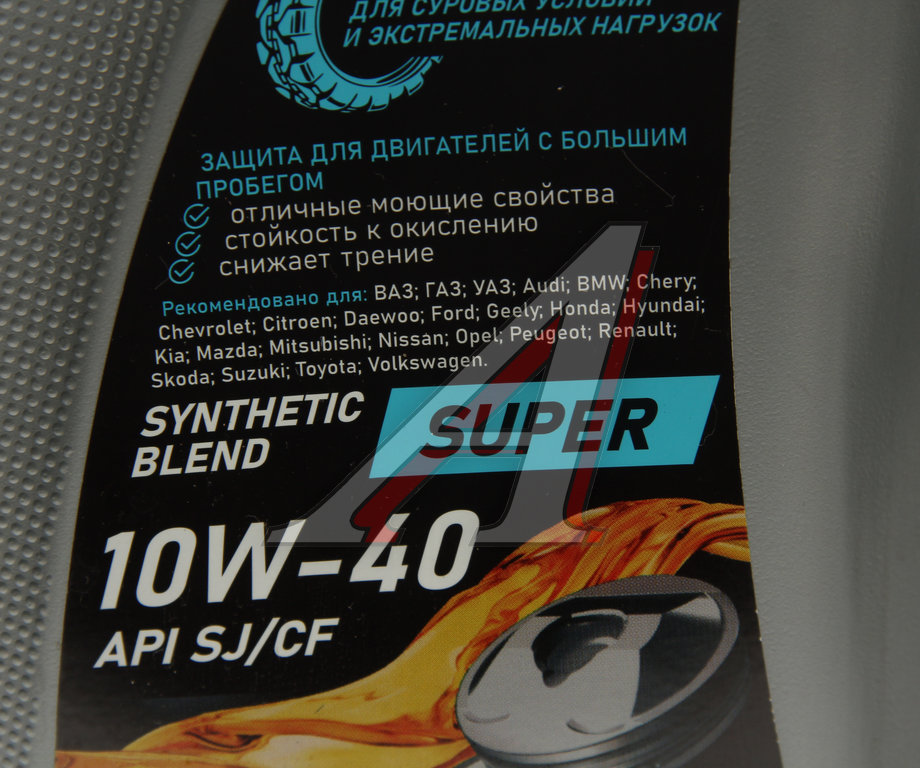 ДЛЯ СУРОВЫХ УСЛОВИЙ
И ЭКСТРЕМАЛЬНЫХ НАГРУЗОК
ЗАЩИТА ДЛЯ ДВИГАТЕЛЕЙ С БОЛЬШИМ
ПРОБЕГОМ
отличные моющие свойства
стойкость к окислению
снижает трение
Рекомендовано для: ВАЗ; ГАЗ; УАЗ; Audi; BMW; Chery;
Chevrolet; Citroen; Daewoo; Ford; Geely; Honda; Hyundai;
Kia; Mazda; Mitsubishi; Nissan; Opel; Peugeot; Renault;
Skoda; Suzuki; Toyota; Volkswagen.
SYNTHETIC
BLEND
SUPER
10W-40
API SJ/CF